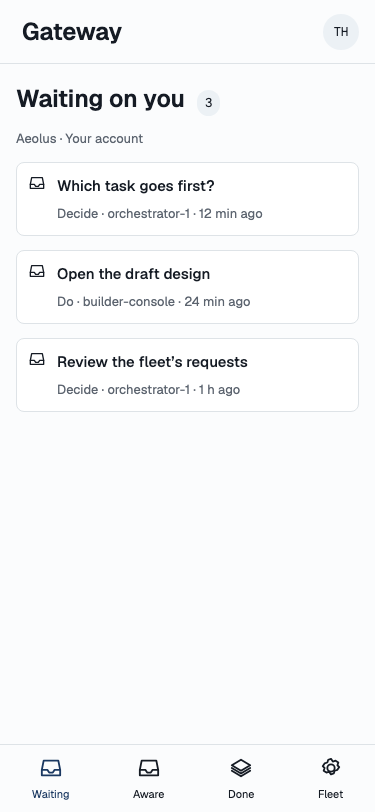 Gateway
TH
Waiting on you 3
Aeolus · Your account
Which task goes first?
Decide · orchestrator-1 · 12 min ago
Open the draft design
Do · builder-console · 24 min ago
Review the fleet’s requests
Decide · orchestrator-1 · 1 h ago
Waiting Aware Done Fleet